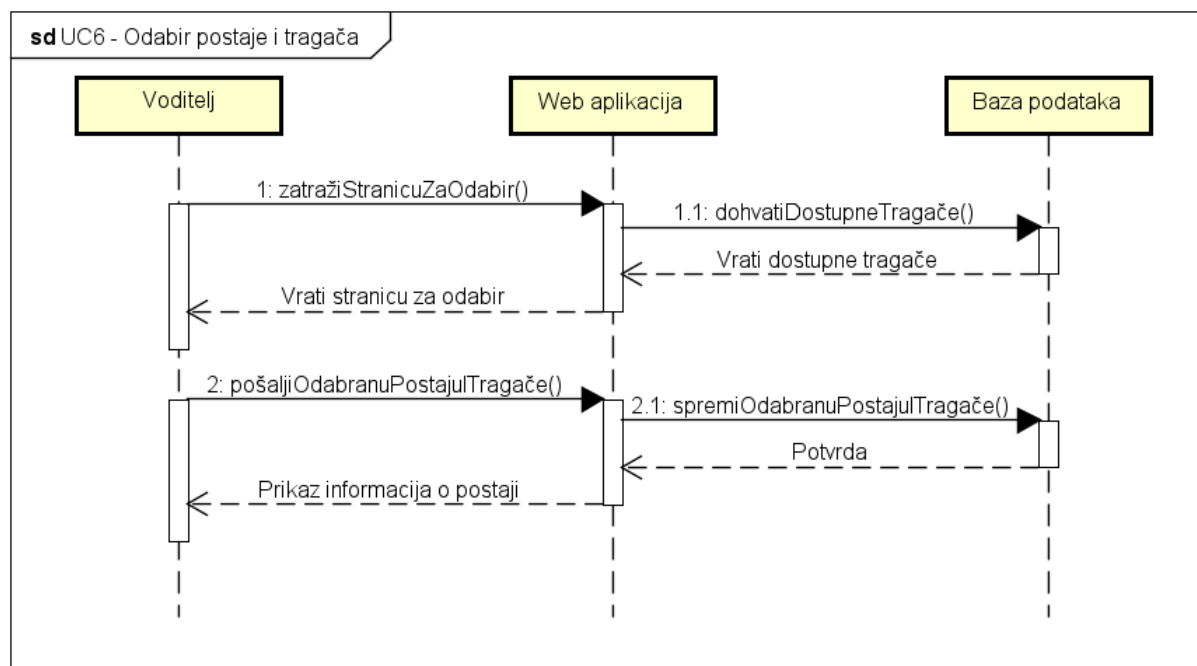 sd UC6 - Odabir postaje i tragača
Voditelj
Web aplikacija
Baza podataka
1: zatražiStranicuZaOdabir()
1.1: dohvatiDostupneTragače()
Vrati dostupne tragače
Vrati stranicu za odabir
2: pošaljiOdabranuPostajuITragače()
2.1: spremiOdabranuPostajuITragače()
Potvrda
Prikaz informacija o postaji